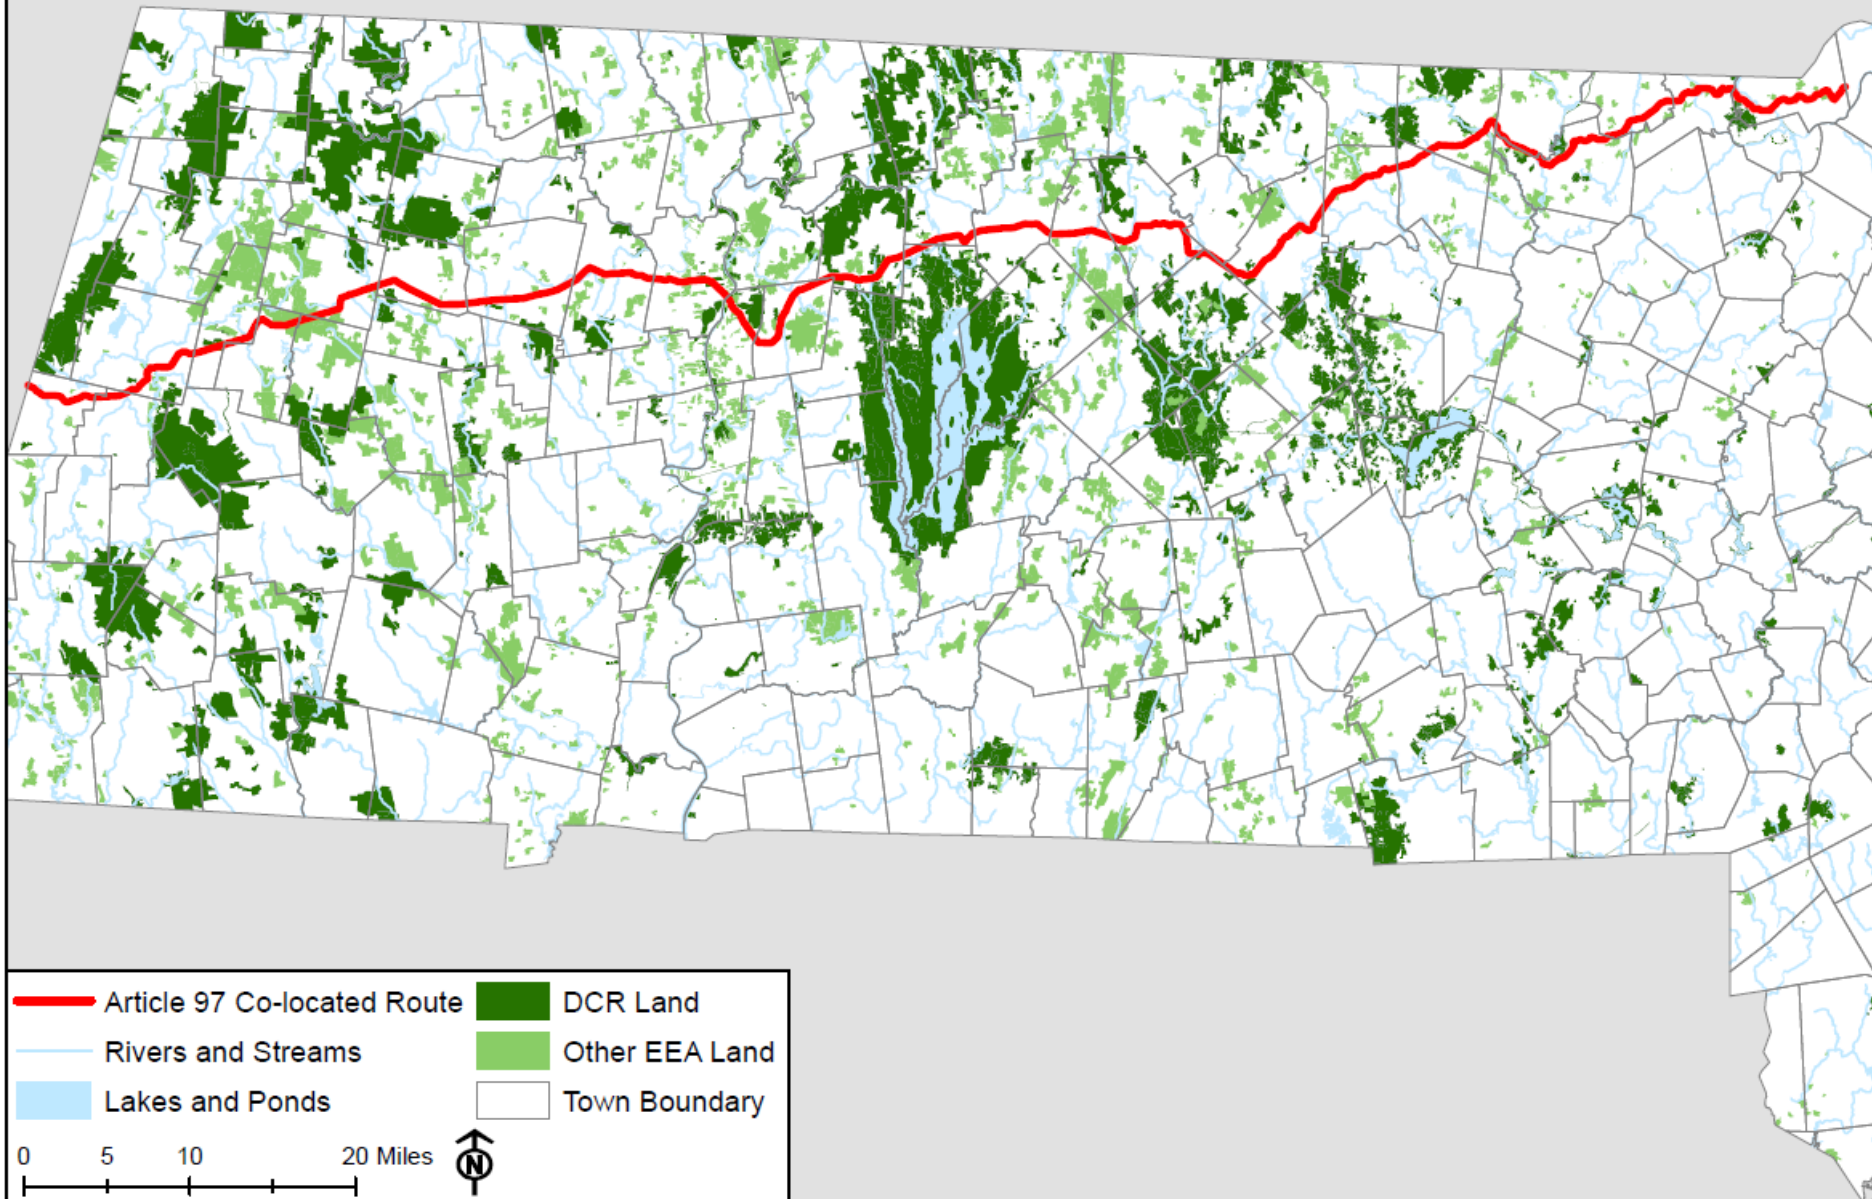 Article 97 Co-located Route
DCR Land
Rivers and Streams
Other EEA Land
Lakes and Ponds
Town Boundary
0 5 10 20 Miles
N